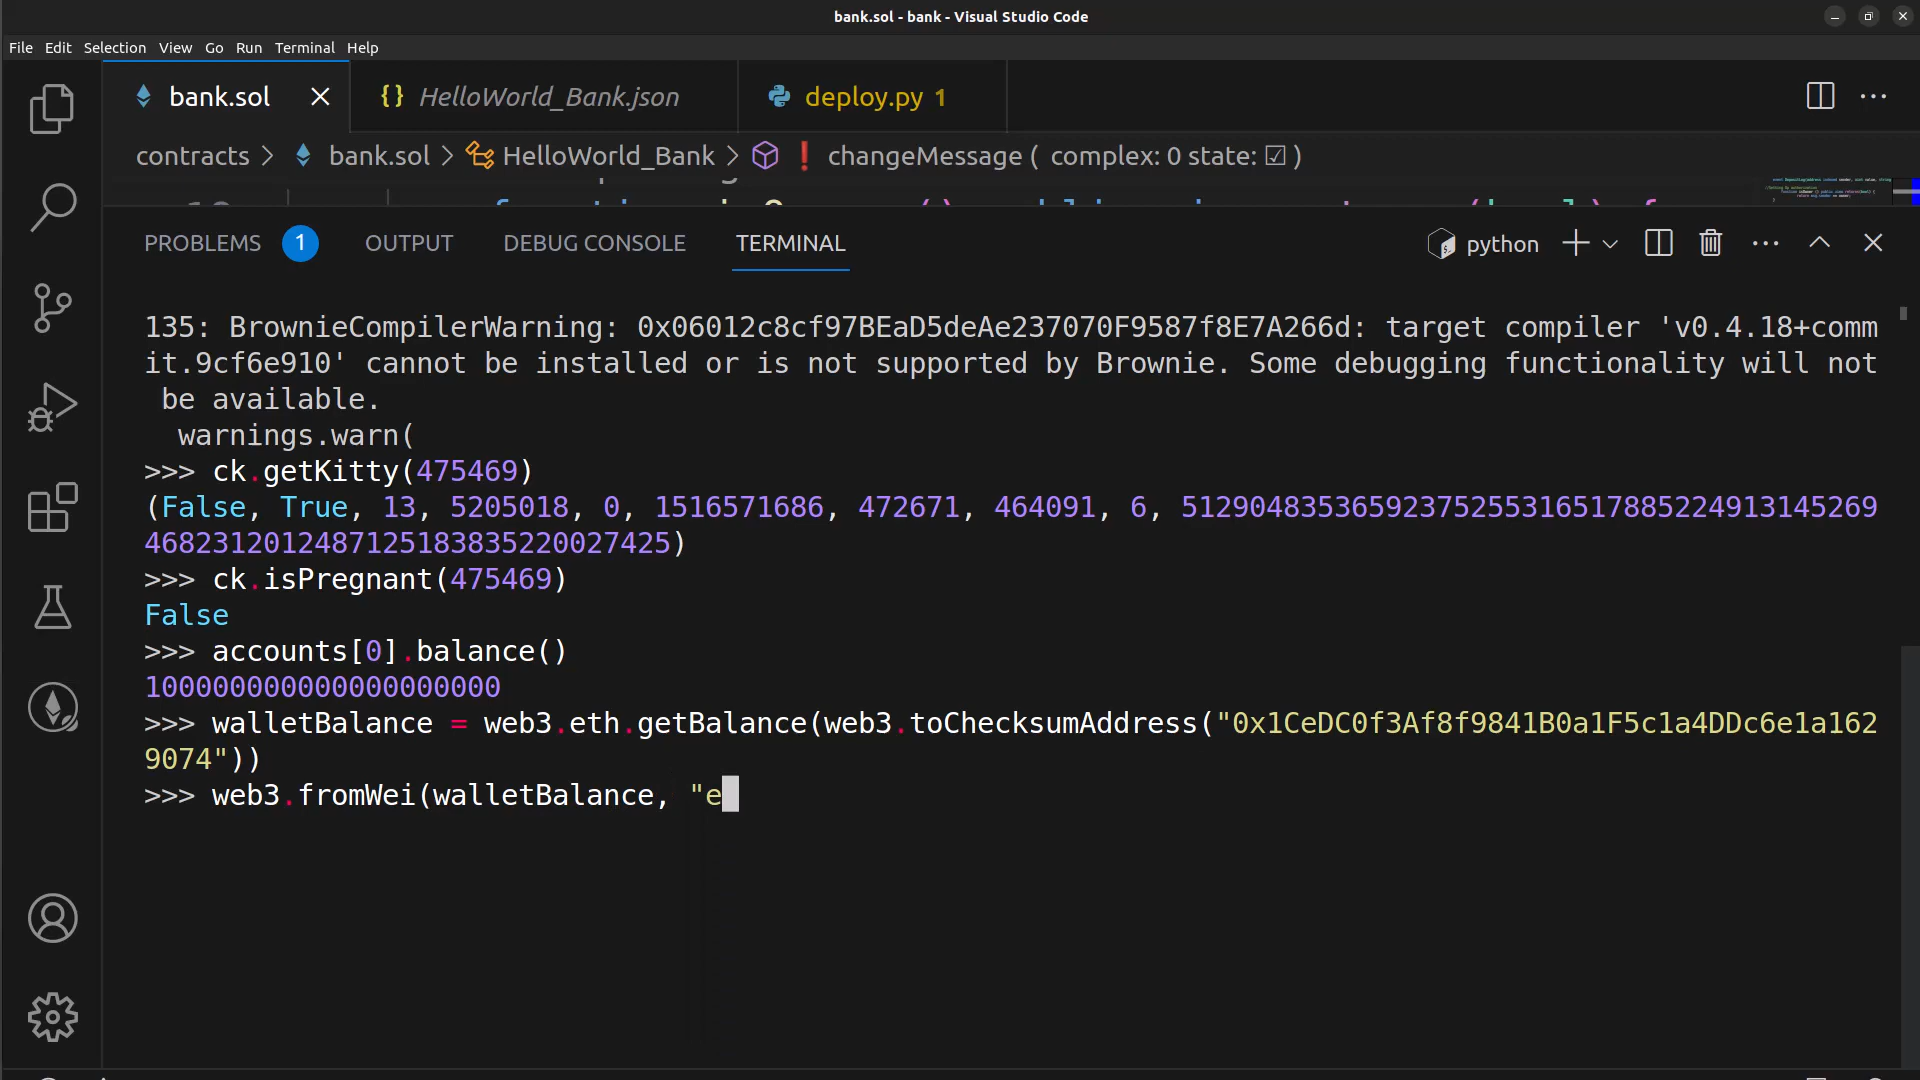 bank.sol - bank - Visual Studio Code
File Edit Selection View Go Run Terminal Help
bank.sol HelloWorld_Bank.json deploy.py 1
contracts > bank.sol > HelloWorld_Bank > changeMessage ( complex: 0 state: ☑ )
PROBLEMS 1 OUTPUT DEBUG CONSOLE TERMINAL python
135: BrownieCompilerWarning: 0x06012c8cf97BEaD5deAe237070F9587f8E7A266d: target compiler 'v0.4.18+comm
it.9cf6e910' cannot be installed or is not supported by Brownie. Some debugging functionality will not
be available.
warnings.warn(
>>> ck.getKitty(475469)
(False, True, 13, 5205018, 0, 1516571686, 472671, 464091, 6, 51290483536592375255316517885224913145269
4682312012487125183835220027425)
>>> ck.isPregnant(475469)
False
>>> accounts[0].balance()
100000000000000000000
>>> walletBalance = web3.eth.getBalance(web3.toChecksumAddress("0x1CeDC0f3Af8f9841B0a1F5c1a4DDc6e1a162
9074"))
>>> web3.fromWei(walletBalance, "e